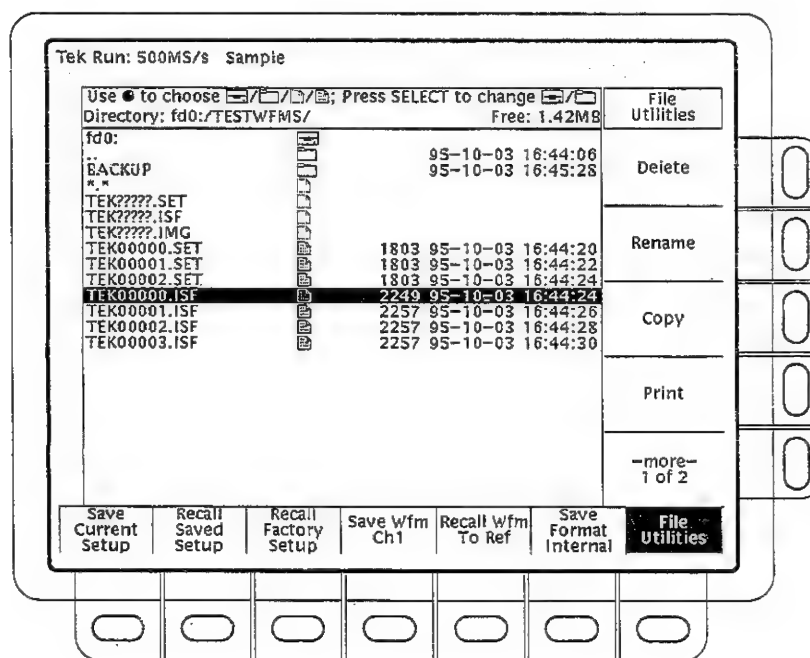 Tek Run: 500MS/s Sample
Use to choose / / / ; Press SELECT to change /
Directory: fd0:/TESTWFMS/ Free: 1.42MB
fd0:
.. 95-10-03 16:44:06
BACKUP 95-10-03 16:45:28
*.*
TEK?????.SET
TEK?????.ISF
TEK?????.IMG
TEK00000.SET 1803 95-10-03 16:44:20
TEK00001.SET 1803 95-10-03 16:44:22
TEK00002.SET 1803 95-10-03 16:44:24
TEK00000.ISF 2249 95-10-03 16:44:24
TEK00001.ISF 2257 95-10-03 16:44:26
TEK00002.ISF 2257 95-10-03 16:44:28
TEK00003.ISF 2257 95-10-03 16:44:30
File
Utilities
Delete
Rename
Copy
Print
-more-
1 of 2
Save
Current
Setup
Recall
Saved
Setup
Recall
Factory
Setup
Save Wfm
Ch1
Recall Wfm
To Ref
Save
Format
Internal
File
Utilities